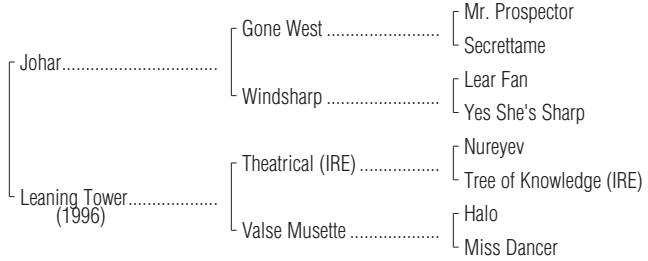 Mr. Prospector
Gone West ........................
Secrettame
Johar.................................
Lear Fan
Windsharp ........................
Yes She's Sharp
Nureyev
Theatrical (IRE) .................
Tree of Knowledge (IRE)
Leaning Tower...................
(1996)
Halo
Valse Musette ...................
Miss Dancer